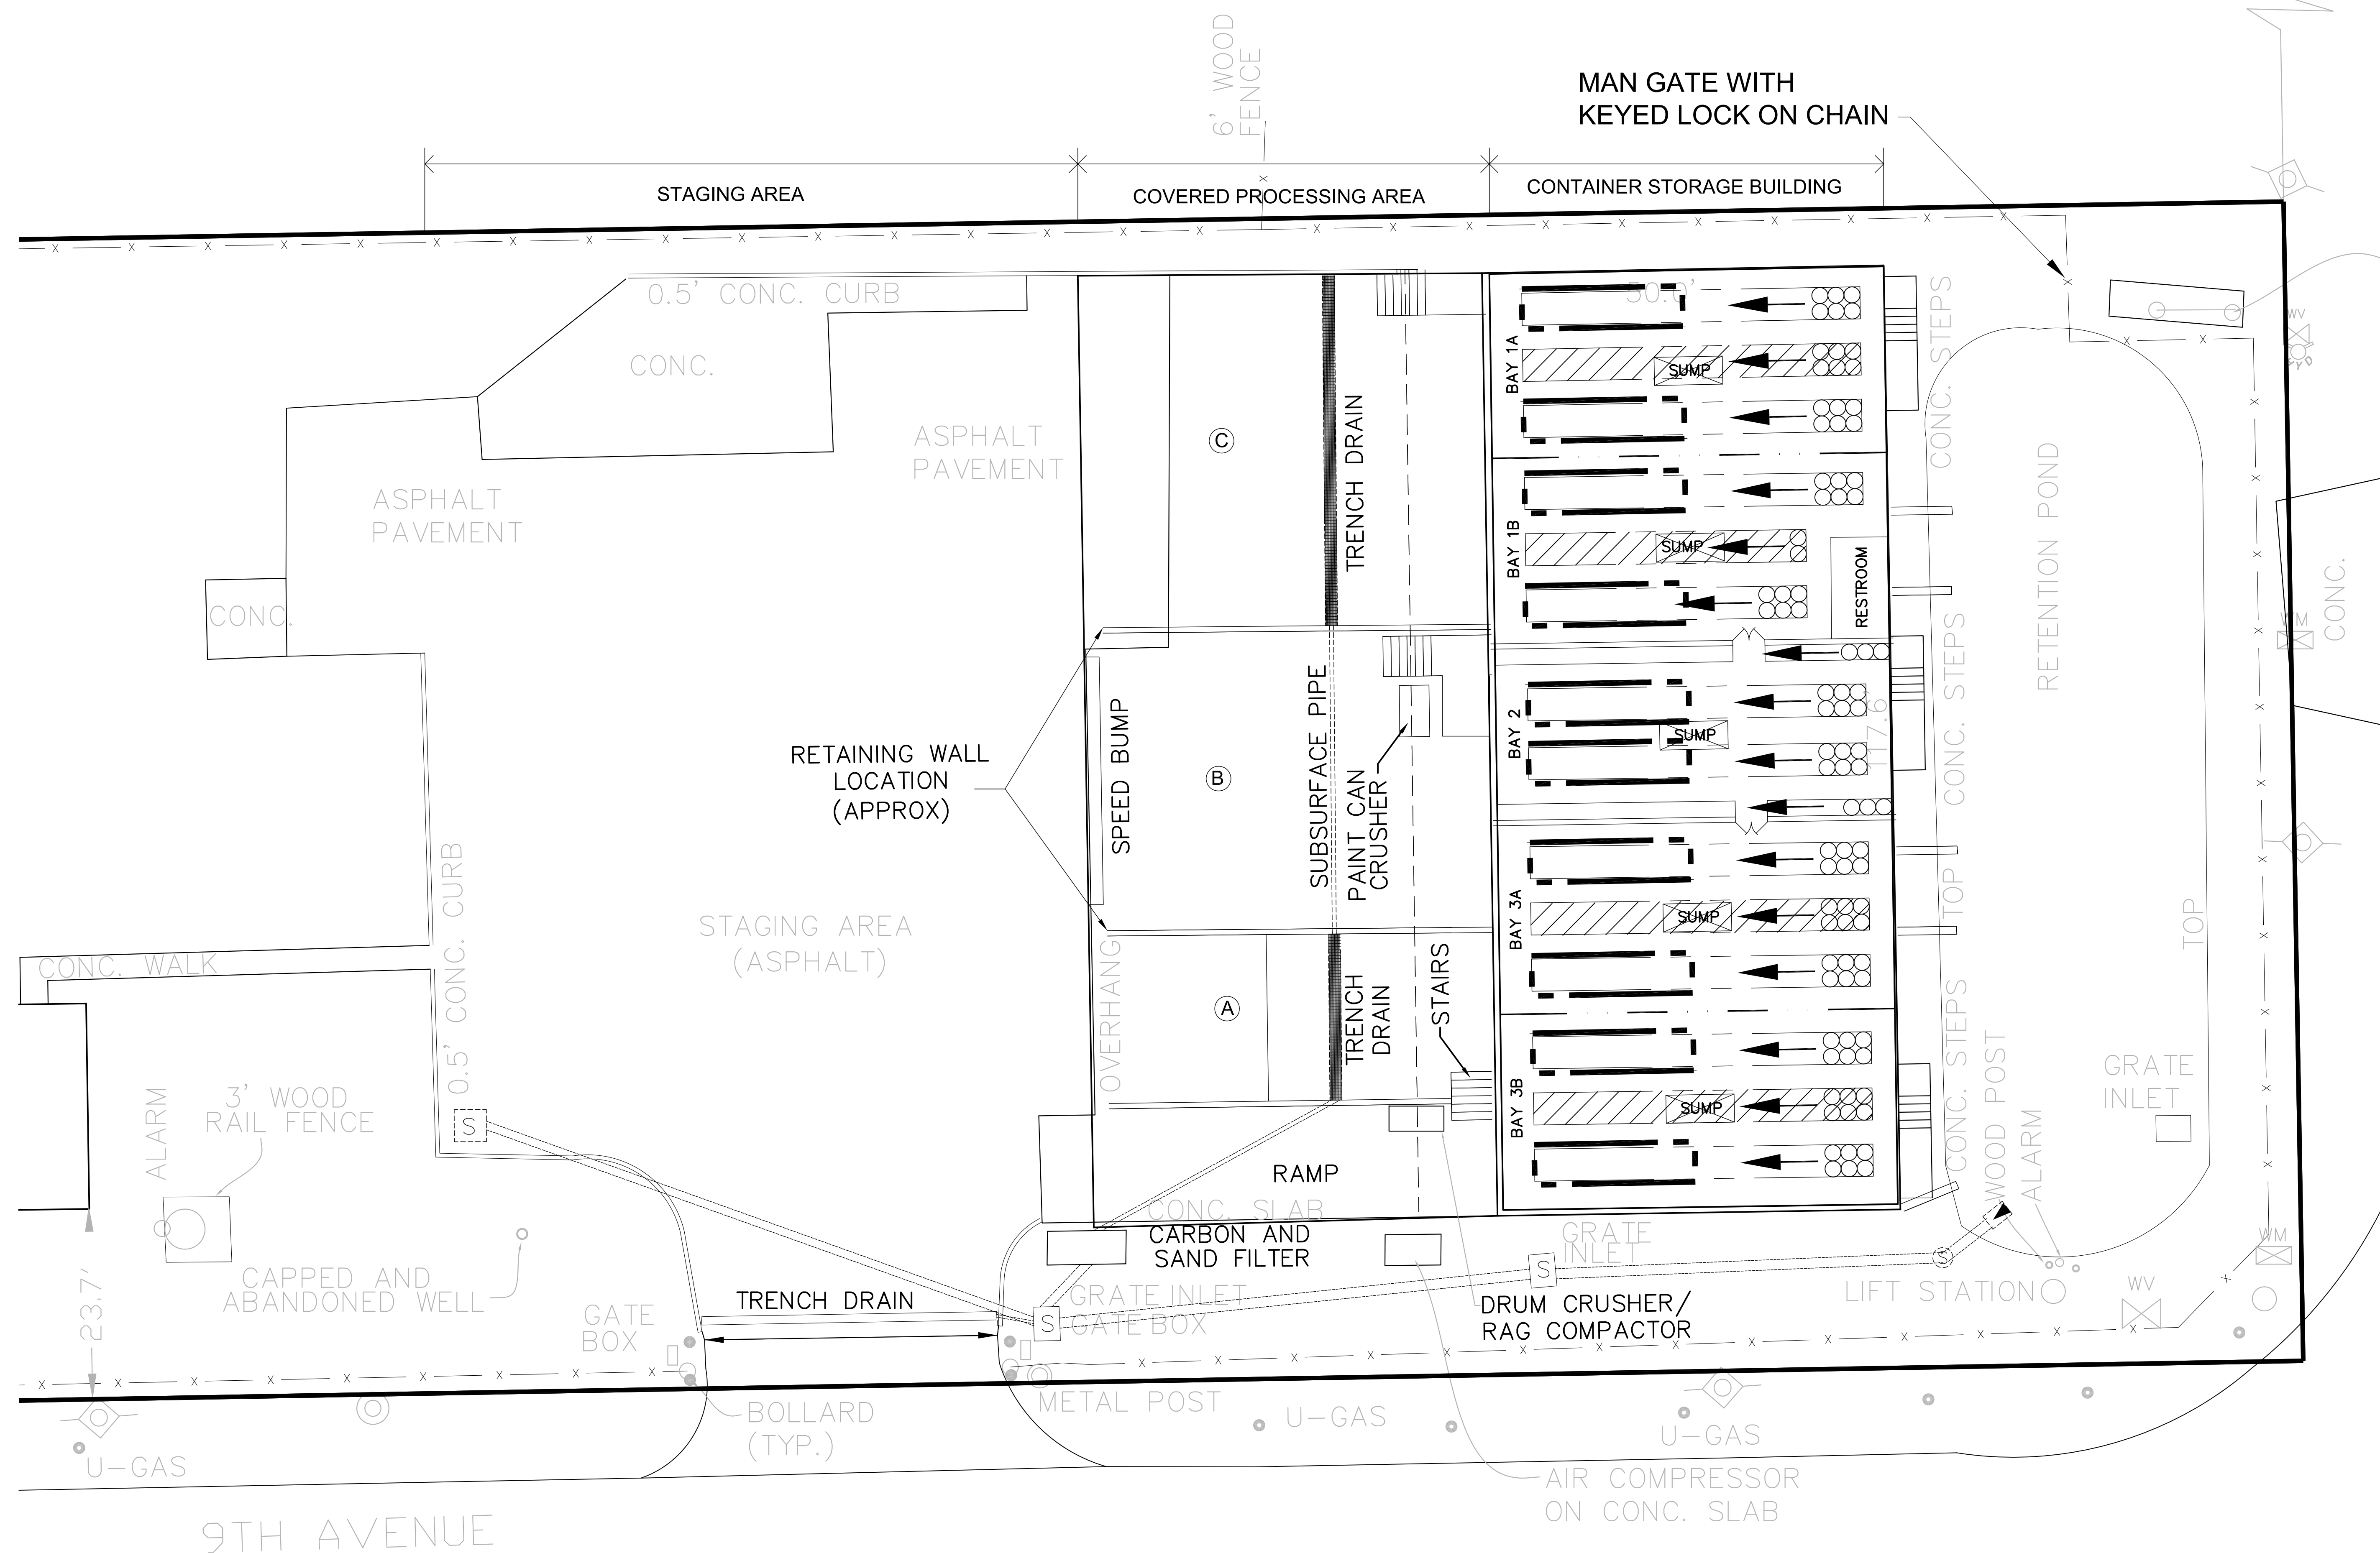 6' WOOD
FENCE
MAN GATE WITH
KEYED LOCK ON CHAIN
STAGING AREA
COVERED PROCESSING AREA
CONTAINER STORAGE BUILDING
0.5' CONC. CURB
50.0'
CONC.
ASPHALT
PAVEMENT
ASPHALT
PAVEMENT
CONC.
C
TRENCH DRAIN
BAY 1A
SUMP
BAY 1B
SUMP
RESTROOM
CONC. STEPS
RETENTION POND
WV
WM
CONC.
RETAINING WALL
LOCATION
(APPROX)
SPEED BUMP
B
SUBSURFACE PIPE
PAINT CAN
CRUSHER
BAY 2
SUMP
17.6'
CONC. STEPS
TOP
CONC. STEPS
TOP
0.5' CONC. CURB
STAGING AREA
(ASPHALT)
CONC. WALK
OVERHANG
A
TRENCH
DRAIN
STAIRS
BAY 3A
SUMP
BAY 3B
SUMP
CONC. STEPS
WOOD POST
ALARM
GRATE
INLET
ALARM
3' WOOD
RAIL FENCE
S
RAMP
CONC. SLAB
CARBON AND
SAND FILTER
GRATE
INLET
S
S
WM
23.7'
CAPPED AND
ABANDONED WELL
GATE
BOX
TRENCH DRAIN
S
GRATE INLET
GATE BOX
DRUM CRUSHER/
RAG COMPACTOR
LIFT STATION
WV
BOLLARD
(TYP.)
METAL POST
U-GAS
U-GAS
U-GAS
AIR COMPRESSOR
ON CONC. SLAB
9TH AVENUE